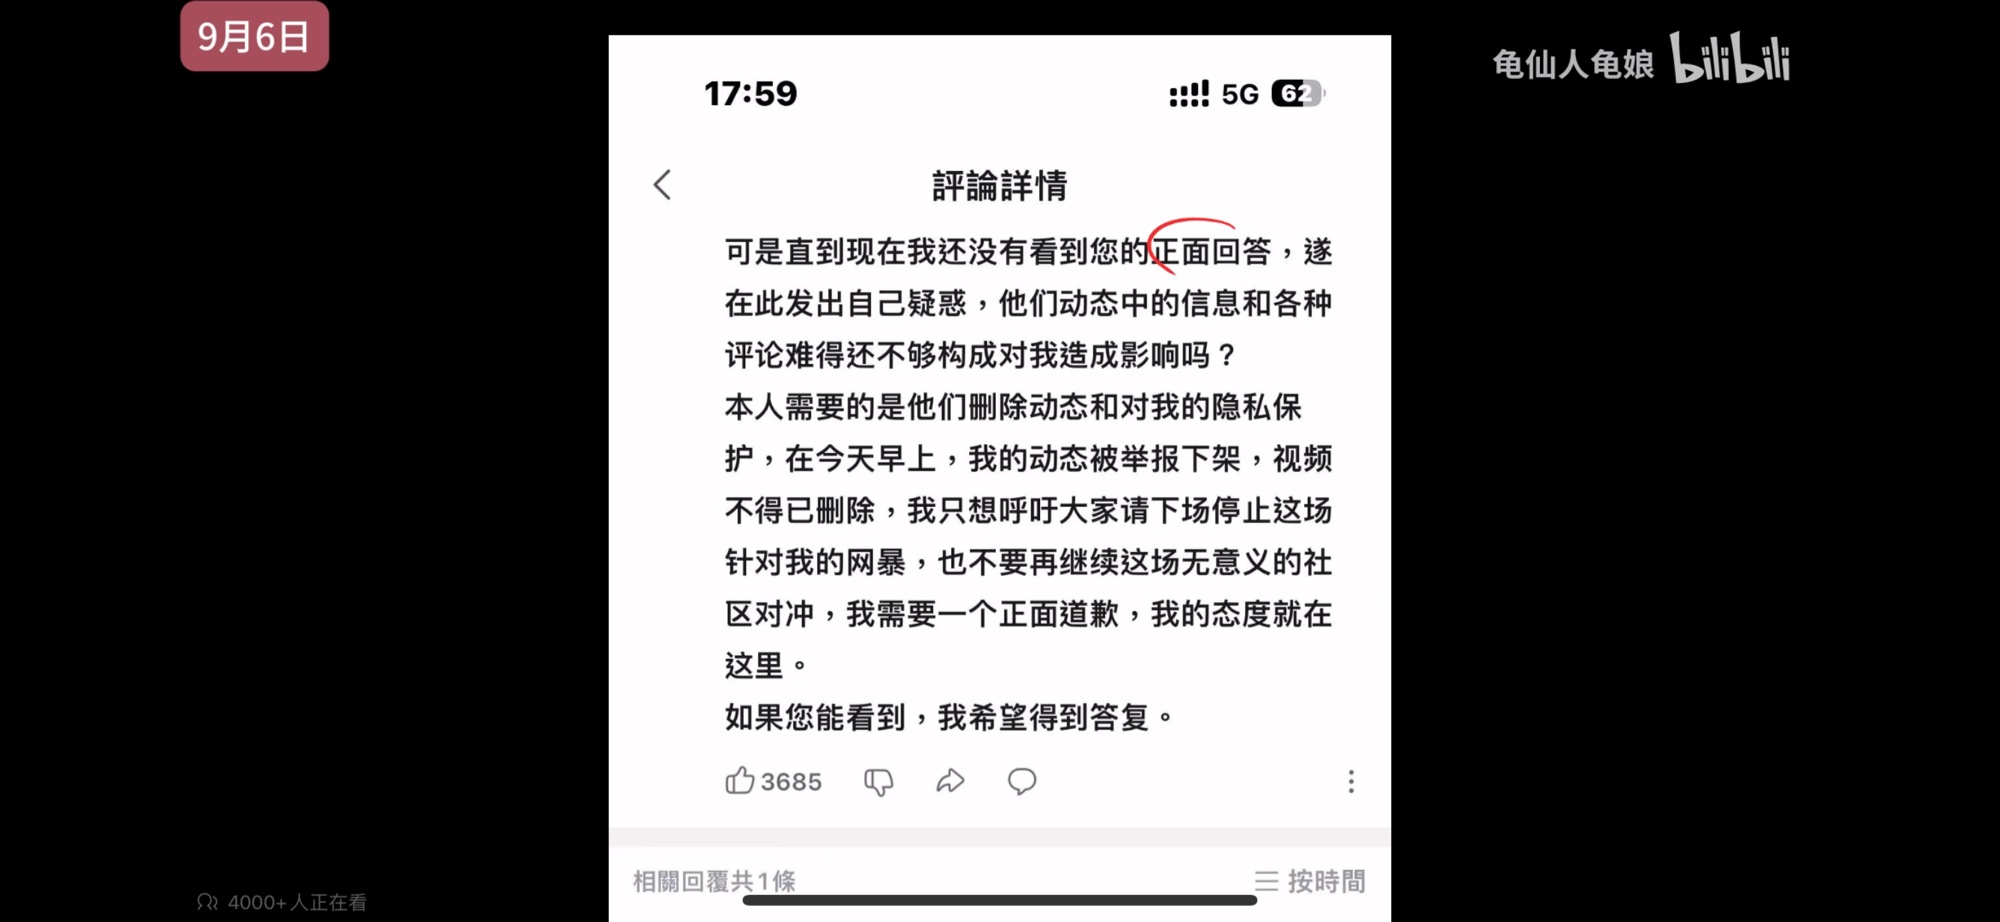 9月6日
龟仙人龟娘 bilibili
17:59 5G 62
評論詳情
可是直到现在我还没有看到您的正面回答，遂
在此发出自己疑惑，他们动态中的信息和各种
评论难得还不够构成对我造成影响吗？
本人需要的是他们删除动态和对我的隐私保
护，在今天早上，我的动态被举报下架，视频
不得已删除，我只想呼吁大家请下场停止这场
针对我的网暴，也不要再继续这场无意义的社
区对冲，我需要一个正面道歉，我的态度就在
这里。
如果您能看到，我希望得到答复。
3685
相關回覆共1條 按時間
4000+人正在看